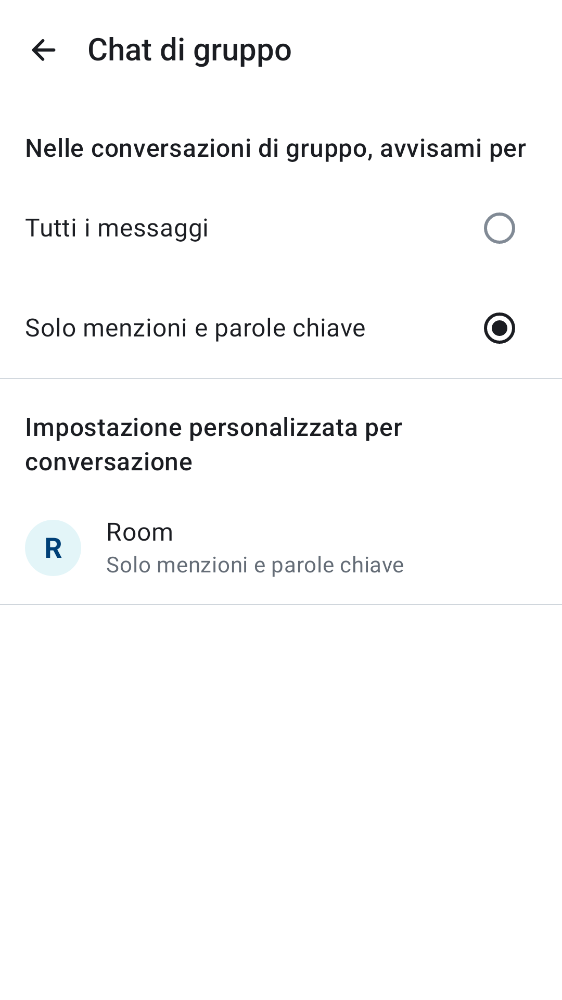 Chat di gruppo
Nelle conversazioni di gruppo, avvisami per
Tutti i messaggi
Solo menzioni e parole chiave
Impostazione personalizzata per
conversazione
R
Room
Solo menzioni e parole chiave